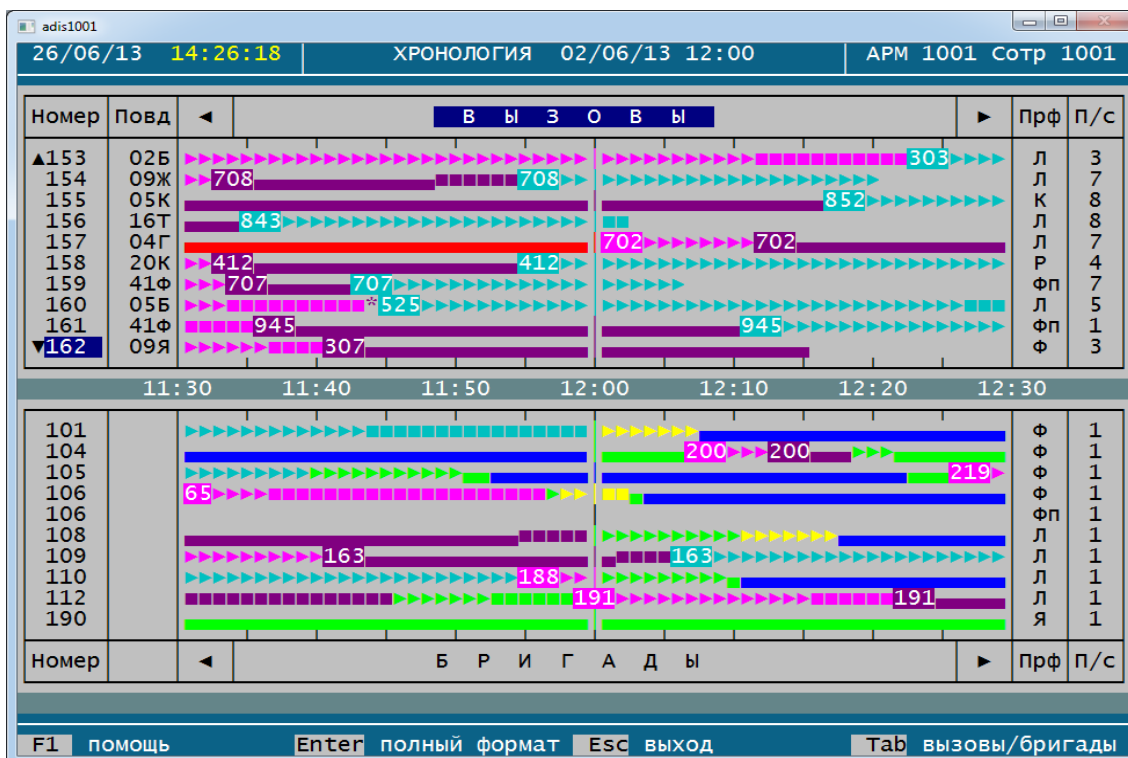 adis1001
26/06/13 14:26:18 ХРОНОЛОГИЯ 02/06/13 12:00 АРМ 1001 Сотр 1001
Номер Повд ◄ В Ы З О В Ы ► Прф П/с
▲153 02Б 303 Л 3
154 09Ж 708 708 Л 7
155 05К 852 К 8
156 16Т 843 Л 8
157 04Г 702 702 Л 7
158 20К 412 412 Р 4
159 41Ф 707 707 Фп 7
160 05Б *525 Л 5
161 41Ф 945 945 Фп 1
▼162 09Я 307 Ф 3
11:30 11:40 11:50 12:00 12:10 12:20 12:30
101 Ф 1
104 200 200 Ф 1
105 219 Ф 1
106 65 Ф 1
106 Фп 1
108 Л 1
109 163 163 Л 1
110 188 Л 1
112 191 191 Л 1
190 Я 1
Номер ◄ Б Р И Г А Д Ы ► Прф П/с
F1 помощь Enter полный формат Esc выход Tab вызовы/бригады